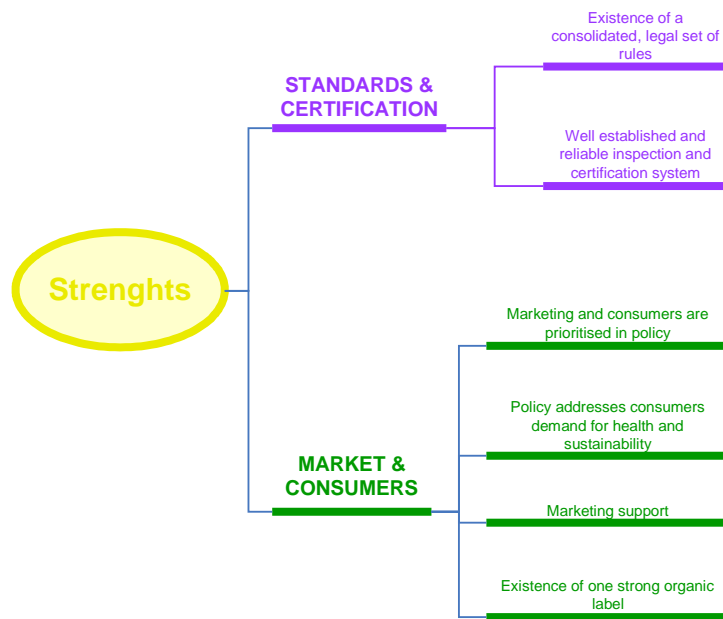 Existence of a
consolidated, legal set of
rules
STANDARDS &
CERTIFICATION
Well established and
reliable inspection and
certification system
Strenghts
Marketing and consumers are
prioritised in policy
Policy addresses consumers
demand for health and
sustainability
MARKET &
CONSUMERS
Marketing support
Existence of one strong organic
label